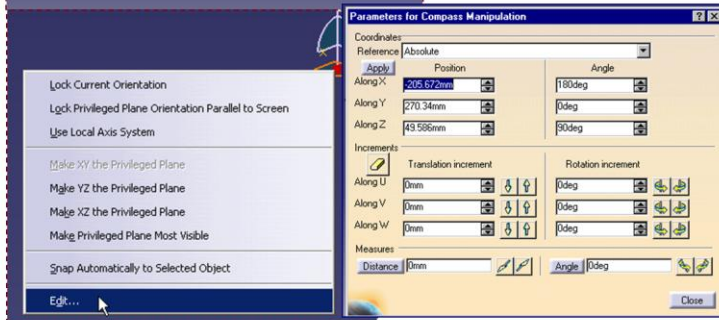 Lock Current Orientation
Lock Privileged Plane Orientation Parallel to Screen
Use Local Axis System
Make XY the Privileged Plane
Make YZ the Privileged Plane
Make XZ the Privileged Plane
Make Privileged Plane Most Visible
Snap Automatically to Selected Object
Edit...
Parameters for Compass Manipulation
Coordinates
Reference Absolute
Apply Position Angle
Along X -205.672mm 180deg
Along Y 270.34mm 0deg
Along Z 49.586mm 90deg
Increments
Translation increment Rotation increment
Along U 0mm 0deg
Along V 0mm 0deg
Along W 0mm 0deg
Measures
Distance 0mm Angle 0deg
Close